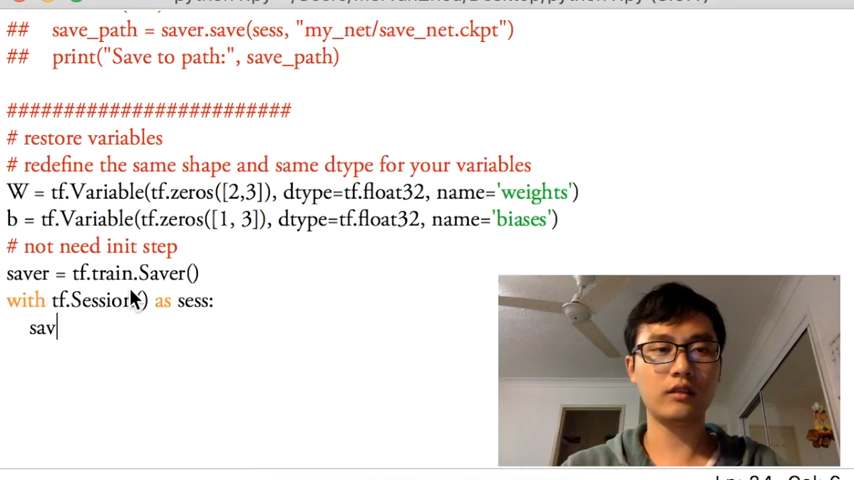 ## save_path = saver.save(sess, "my_net/save_net.ckpt")
## print("Save to path:", save_path)
#########################
# restore variables
# redefine the same shape and same dtype for your variables
W = tf.Variable(tf.zeros([2,3]), dtype=tf.float32, name='weights')
b = tf.Variable(tf.zeros([1, 3]), dtype=tf.float32, name='biases')
# not need init step
saver = tf.train.Saver()
with tf.Session() as sess:
sav